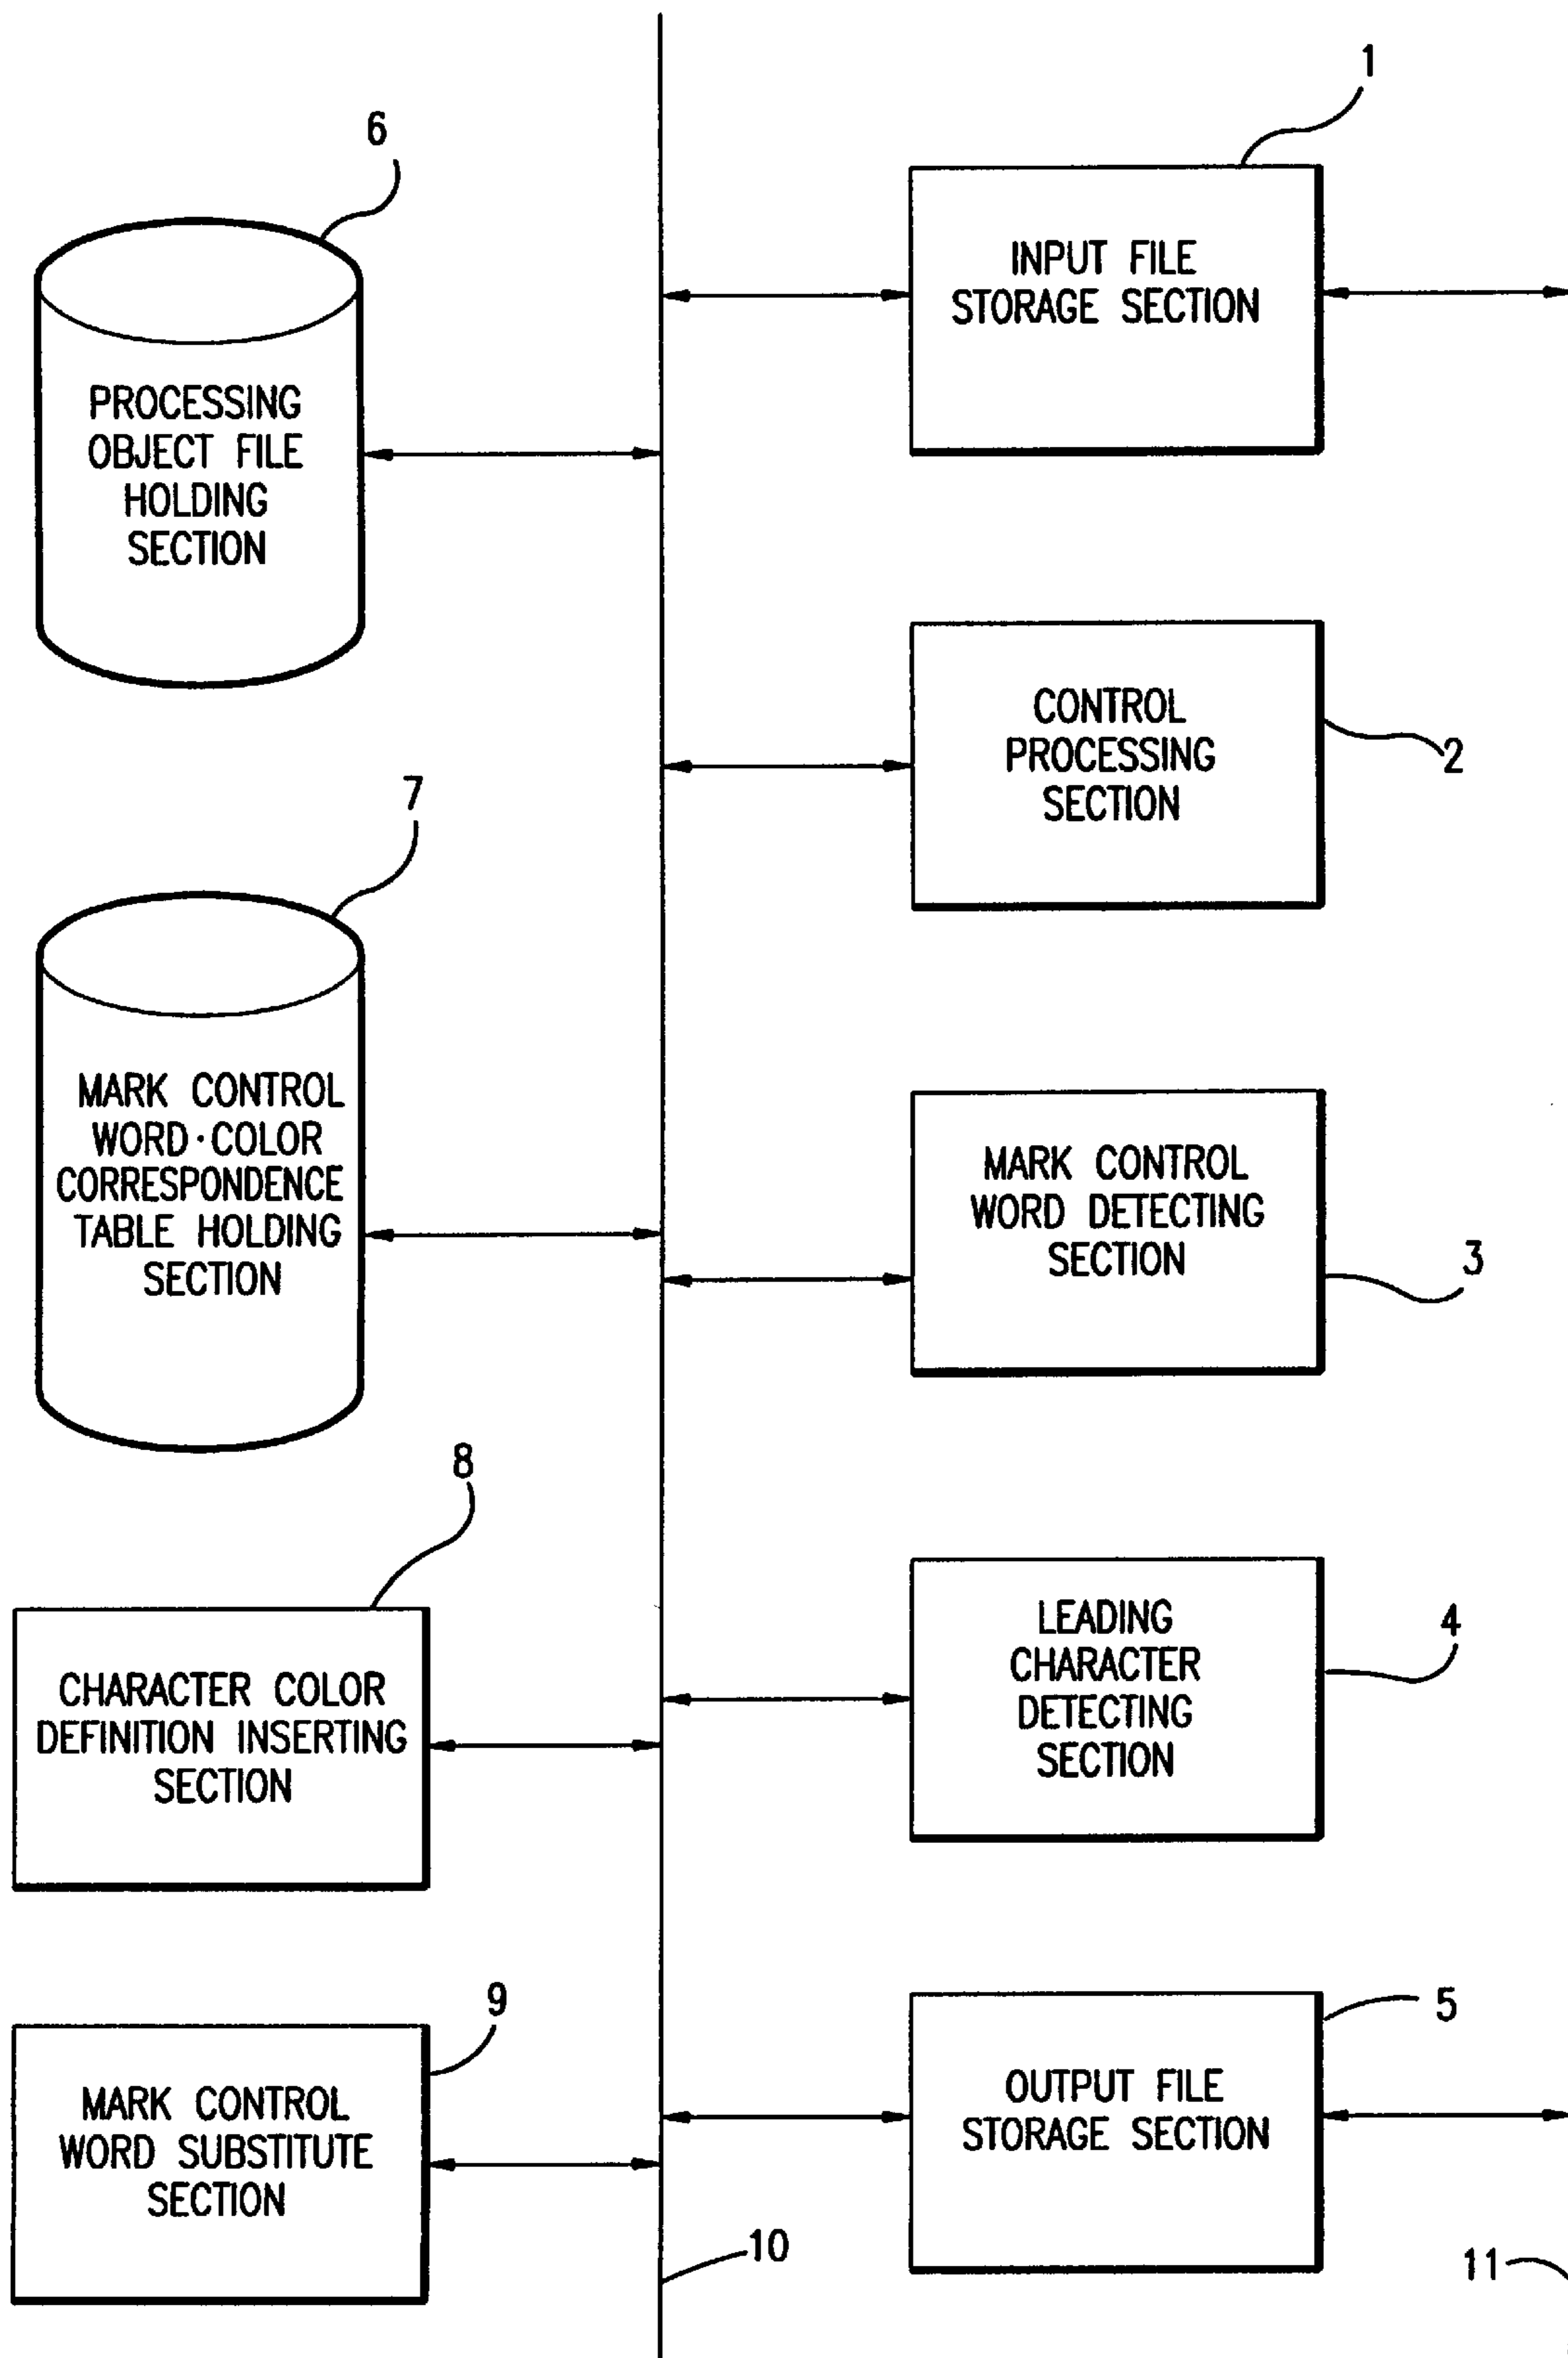 1
INPUT FILE
STORAGE SECTION
6
PROCESSING
OBJECT FILE
HOLDING
SECTION
CONTROL
PROCESSING
SECTION
2
7
MARK CONTROL
WORD·COLOR
CORRESPONDENCE
TABLE HOLDING
SECTION
MARK CONTROL
WORD DETECTING
SECTION
3
8
CHARACTER COLOR
DEFINITION INSERTING
SECTION
LEADING
CHARACTER
DETECTING
SECTION
4
9
MARK CONTROL
WORD SUBSTITUTE
SECTION
OUTPUT FILE
STORAGE SECTION
5
10
11